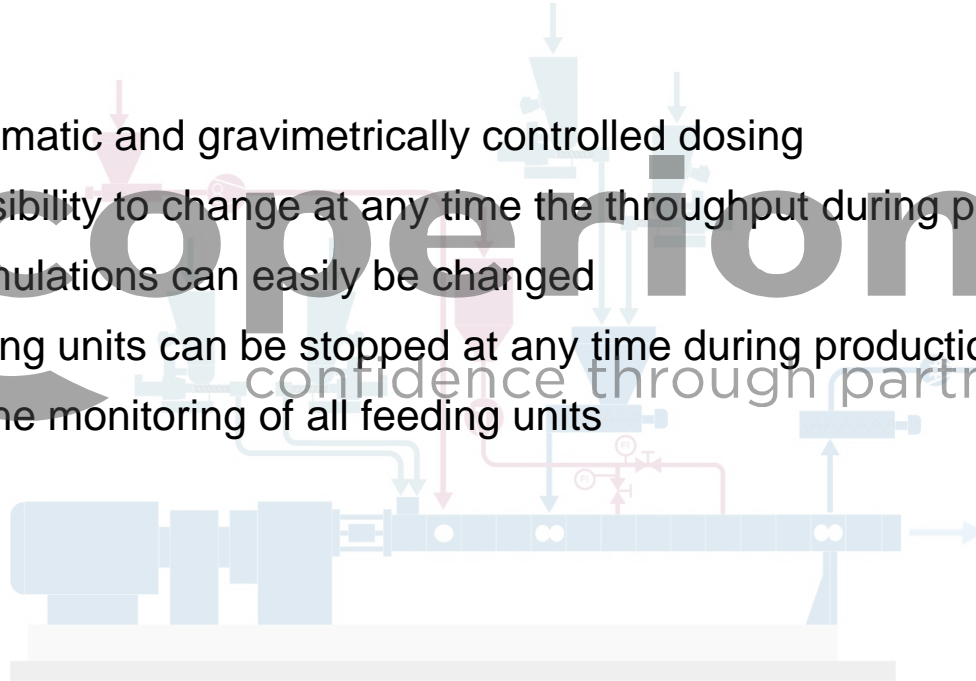 matic and gravimetrically controlled dosing
sibility to change at any time the throughput during p
coperion
nulations can easily be changed
ng units can be stopped at any time during productio
confidence through partn
ne monitoring of all feeding units
FI
FI